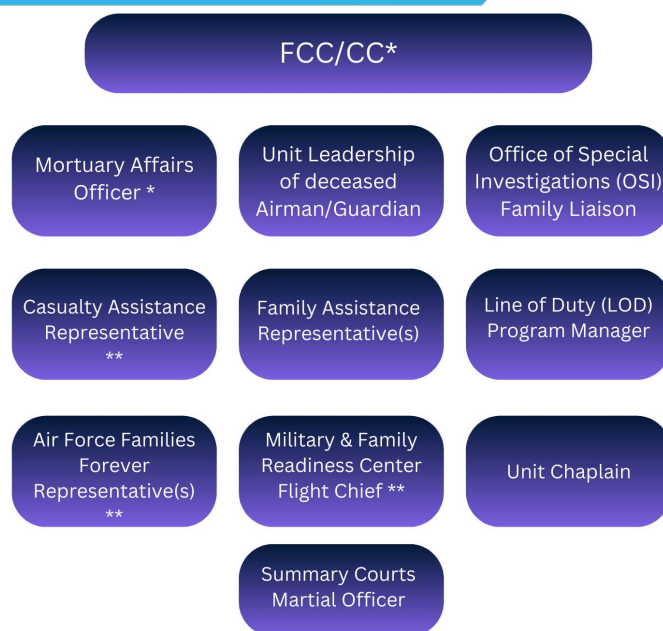 FCC/CC*
Mortuary Affairs
Officer *
Unit Leadership
of deceased
Airman/Guardian
Office of Special
Investigations (OSI)
Family Liaison
Casualty Assistance
Representative
**
Family Assistance
Representative(s)
Line of Duty (LOD)
Program Manager
Air Force Families
Forever
Representative(s)
**
Military & Family
Readiness Center
Flight Chief **
Unit Chaplain
Summary Courts
Martial Officer